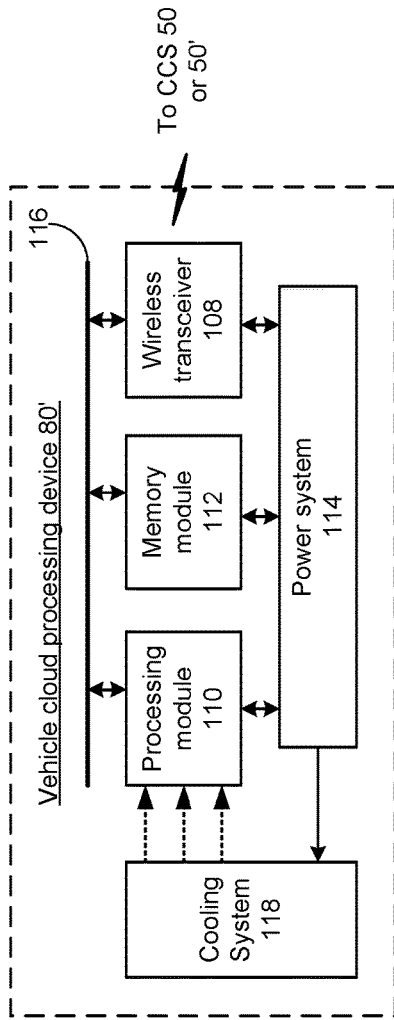 Vehicle cloud processing device 80'
116
Processing
module
110
Memory
module
112
Wireless
transceiver
108
To CCS 50
or 50'
Cooling
System
118
Power system
114